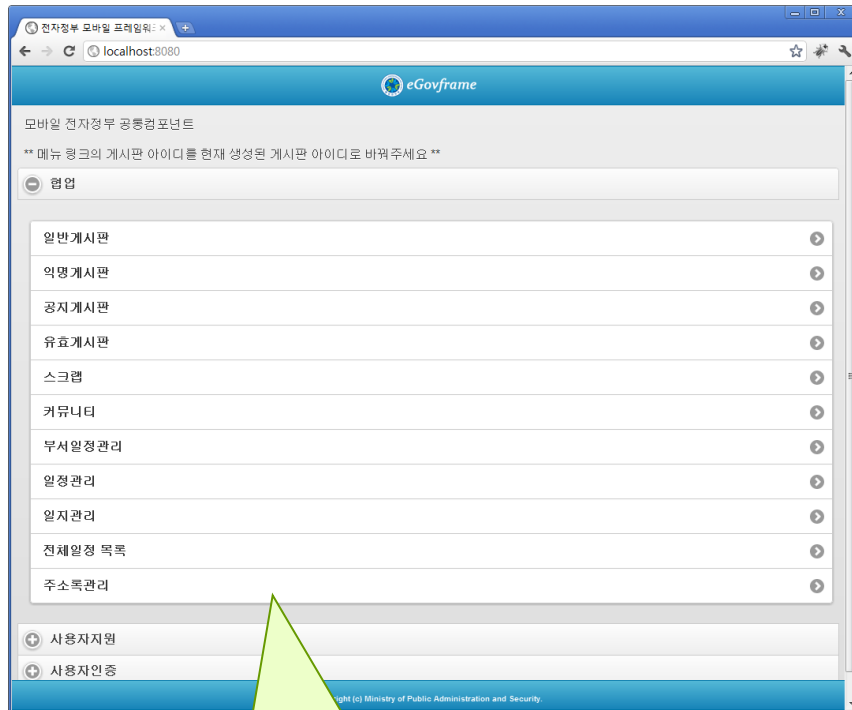 전자정부 모바일 프레임워크
localhost:8080
eGovframe
모바일 전자정부 공통컴포넌트
** 메뉴 링크의 게시판 아이디를 현재 생성된 게시판 아이디로 바꿔주세요 **
협업
일반게시판
익명게시판
공지게시판
유효게시판
스크랩
커뮤니티
부서일정관리
일정관리
일지관리
전체일정 목록
주소록관리
사용자지원
사용자인증
(c) Ministry of Public Administration and Security.